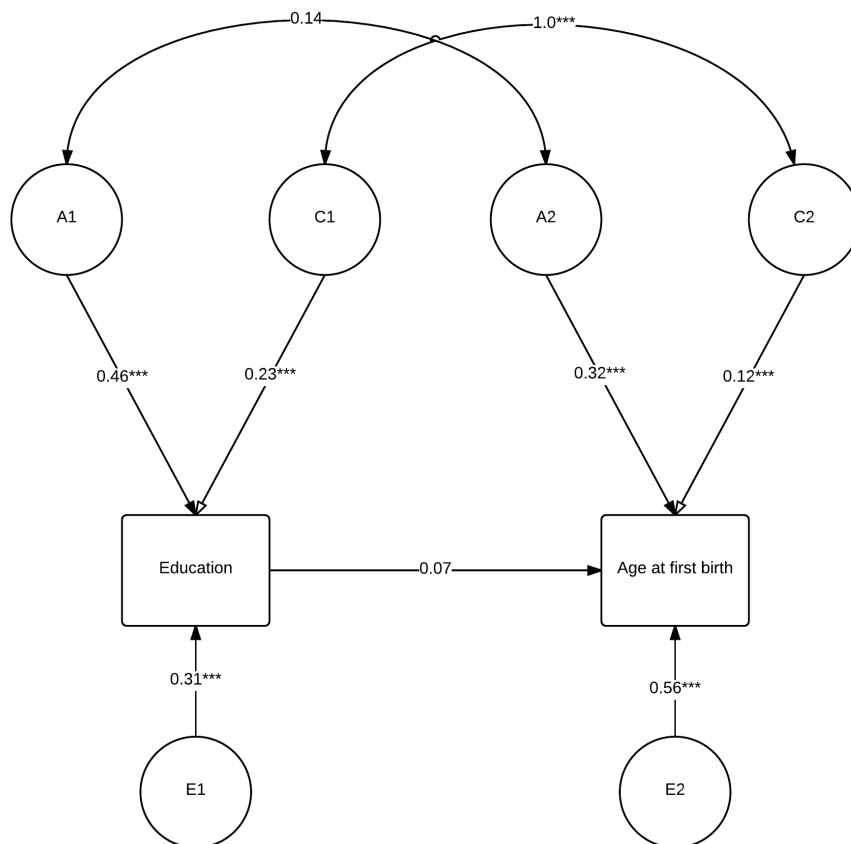 0.14
1.0***
A1
C1
A2
C2
0.46***
0.23***
0.32***
0.12***
Education
0.07
Age at first birth
0.31***
0.56***
E1
E2